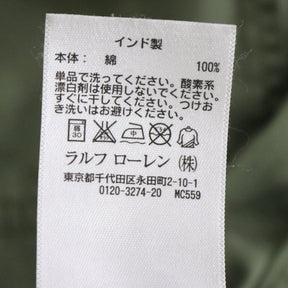 インド製
本体: 綿 100%
単品で洗ってください。酸素系
漂白剤は使用しないでください。
すぐに干してください。つけお
き洗いはお避けください。
30 中
ラルフ ローレン (株)
東京都千代田区永田町2-10-1
0120-3274-20 MC559